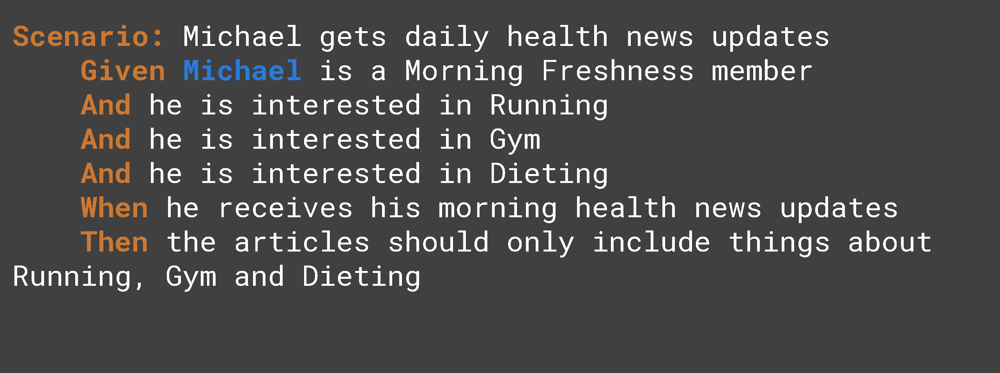 Scenario: Michael gets daily health news updates
Given Michael is a Morning Freshness member
And he is interested in Running
And he is interested in Gym
And he is interested in Dieting
When he receives his morning health news updates
Then the articles should only include things about
Running, Gym and Dieting